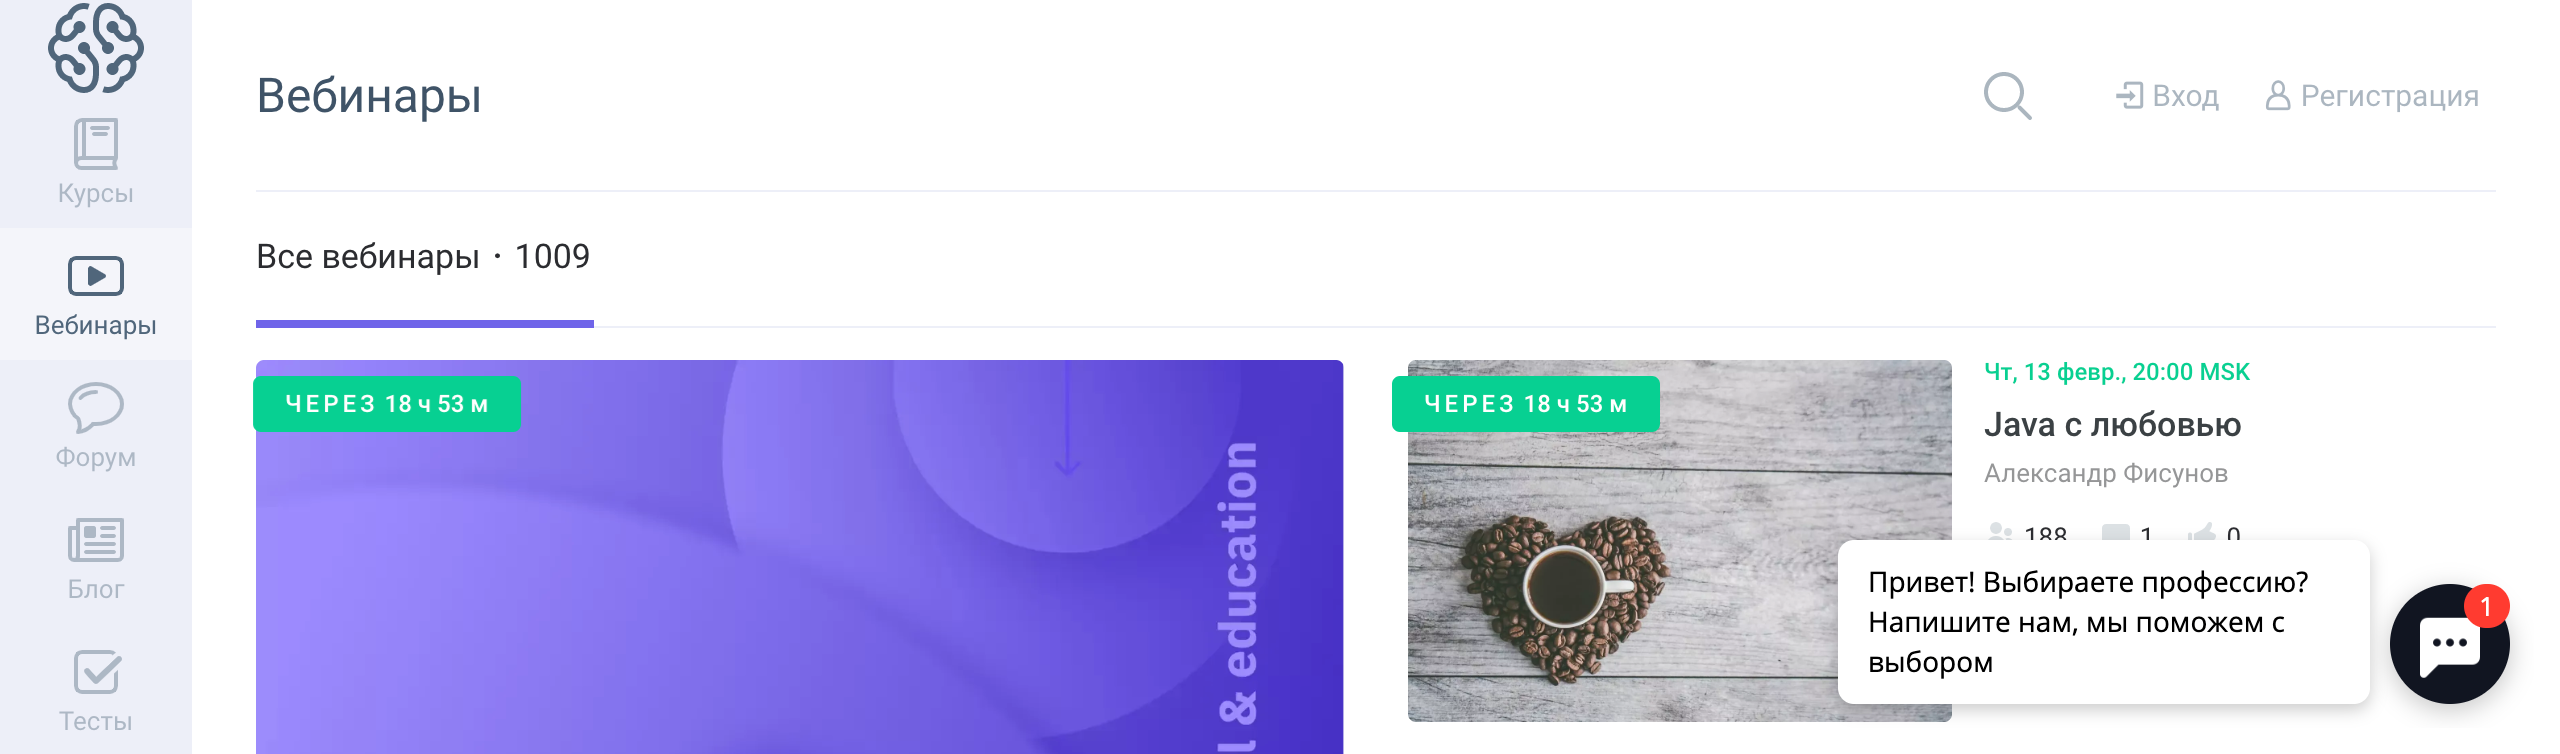 Вебинары
Вход
Регистрация
Курсы
Вебинары
Форум
Блог
Тесты
Все вебинары · 1009
ЧЕРЕЗ 18 ч 53 м
l & education
ЧЕРЕЗ 18 ч 53 м
Чт, 13 февр., 20:00 MSK
Java с любовью
Александр Фисунов
188 1 0
Привет! Выбираете профессию?
Напишите нам, мы поможем с
выбором
1